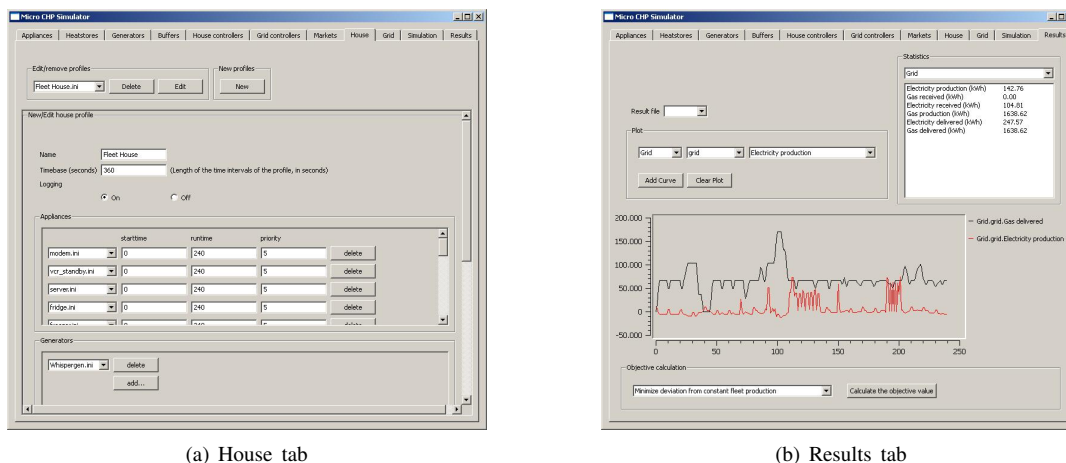 Micro CHP Simulator
Appliances Heatstores Generators Buffers House controllers Grid controllers Markets House Grid Simulation Results
Edit/remove profiles
New profiles
Fleet House.ini Delete Edit New
New/Edit house profile
Name Fleet House
Timebase (seconds) 360 (Length of the time intervals of the profile, in seconds)
Logging
On Off
Appliances
starttime runtime priority
modem.ini 0 240 5 delete
vcr_standby.ini 0 240 5 delete
server.ini 0 240 5 delete
fridge.ini 0 240 5 delete
Generators
Whispergen.ini delete
add...
(a) House tab
Micro CHP Simulator
Appliances Heatstores Generators Buffers House controllers Grid controllers Markets House Grid Simulation Results
Statistics
Grid
Electricity production (kWh) 142.76
Gas received (kWh) 0.00
Electricity received (kWh) 104.81
Gas production (kWh) 1638.62
Electricity delivered (kWh) 247.57
Gas delivered (kWh) 1638.62
Result file
Plot
Grid grid Electricity production
Add Curve Clear Plot
200.000
150.000
100.000
50.000
0
-50.000
0 50 100 150 200 250
Grid.grid.Gas delivered
Grid.grid.Electricity production
Objective calculation
Minimize deviation from constant fleet production Calculate the objective value
(b) Results tab